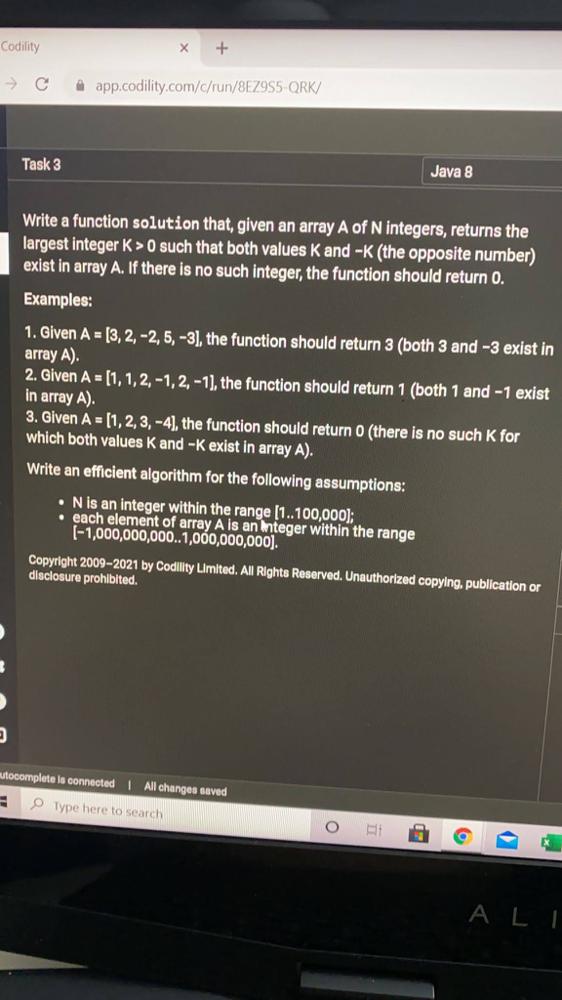 Codility
app.codility.com/c/run/8EZ9S5-QRK/
Task 3
Java 8
Write a function solution that, given an array A of N integers, returns the
largest integer K > 0 such that both values K and -K (the opposite number)
exist in array A. If there is no such integer, the function should return 0.
Examples:
1. Given A = [3, 2, -2, 5, -3], the function should return 3 (both 3 and -3 exist in
array A).
2. Given A = [1, 1, 2, -1, 2, -1], the function should return 1 (both 1 and -1 exist
in array A).
3. Given A = [1, 2, 3, -4], the function should return 0 (there is no such K for
which both values K and -K exist in array A).
Write an efficient algorithm for the following assumptions:
• N is an integer within the range [1..100,000];
• each element of array A is an integer within the range
[-1,000,000,000..1,000,000,000].
Copyright 2009–2021 by Codility Limited. All Rights Reserved. Unauthorized copying, publication or
disclosure prohibited.
utocomplete is connected | All changes saved
Type here to search
ALI